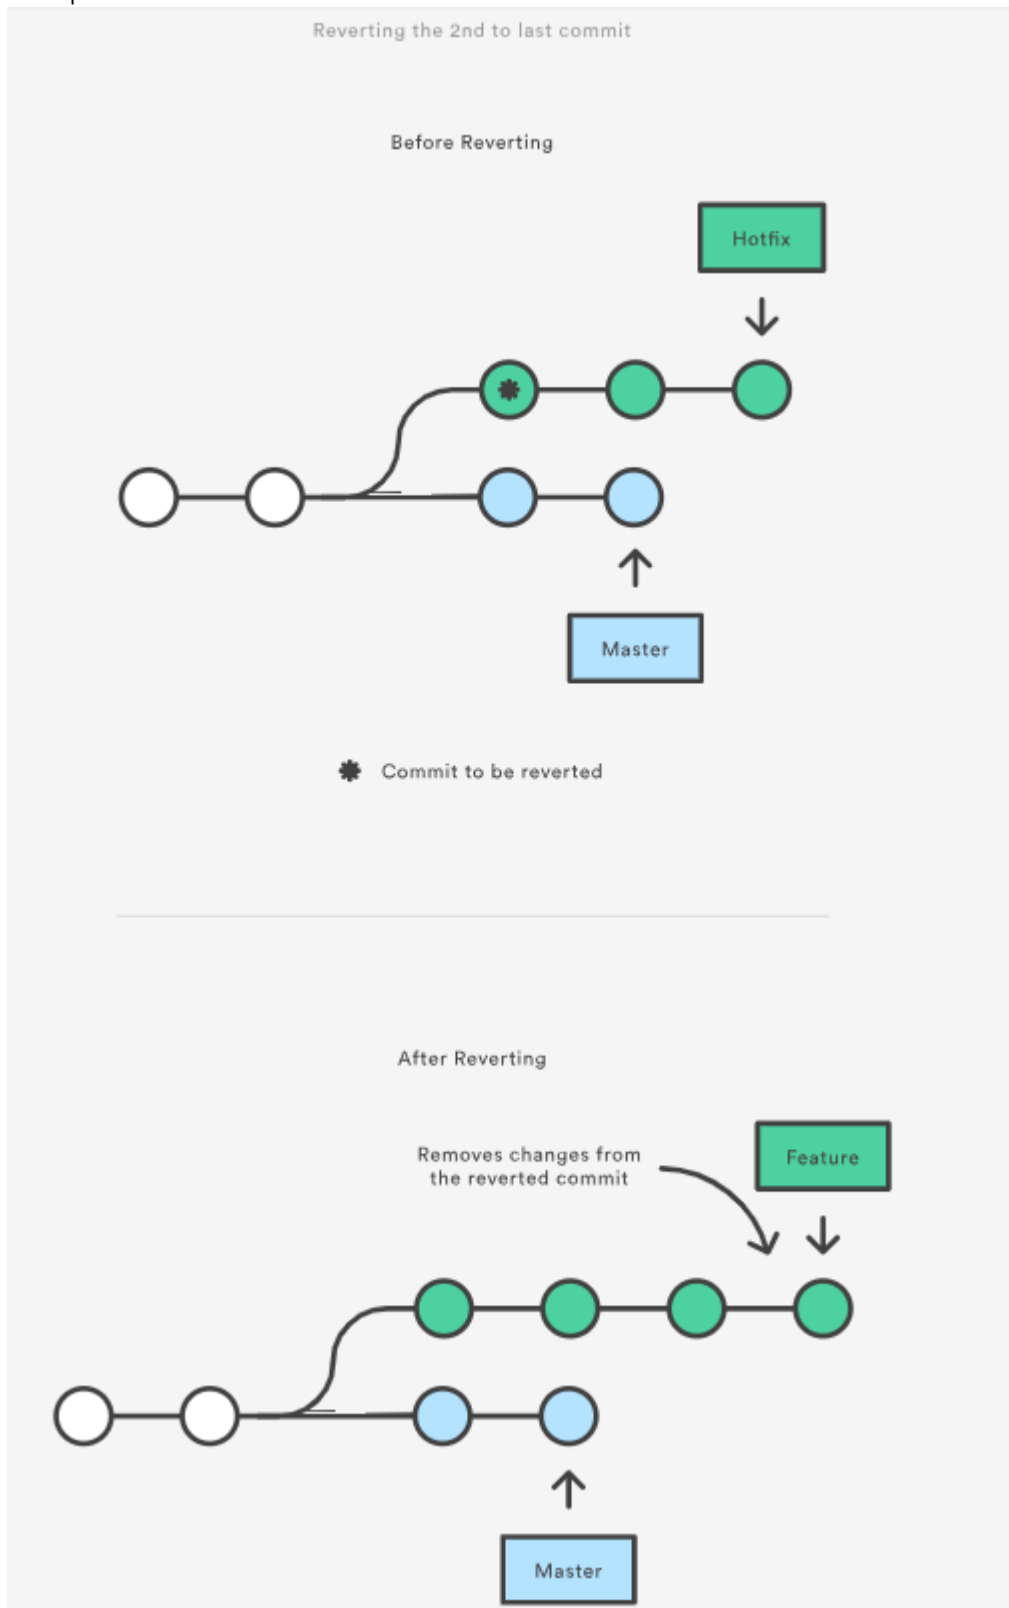 Reverting the 2nd to last commit
Before Reverting
Hotfix
Master
Commit to be reverted
After Reverting
Removes changes from
the reverted commit
Feature
Master